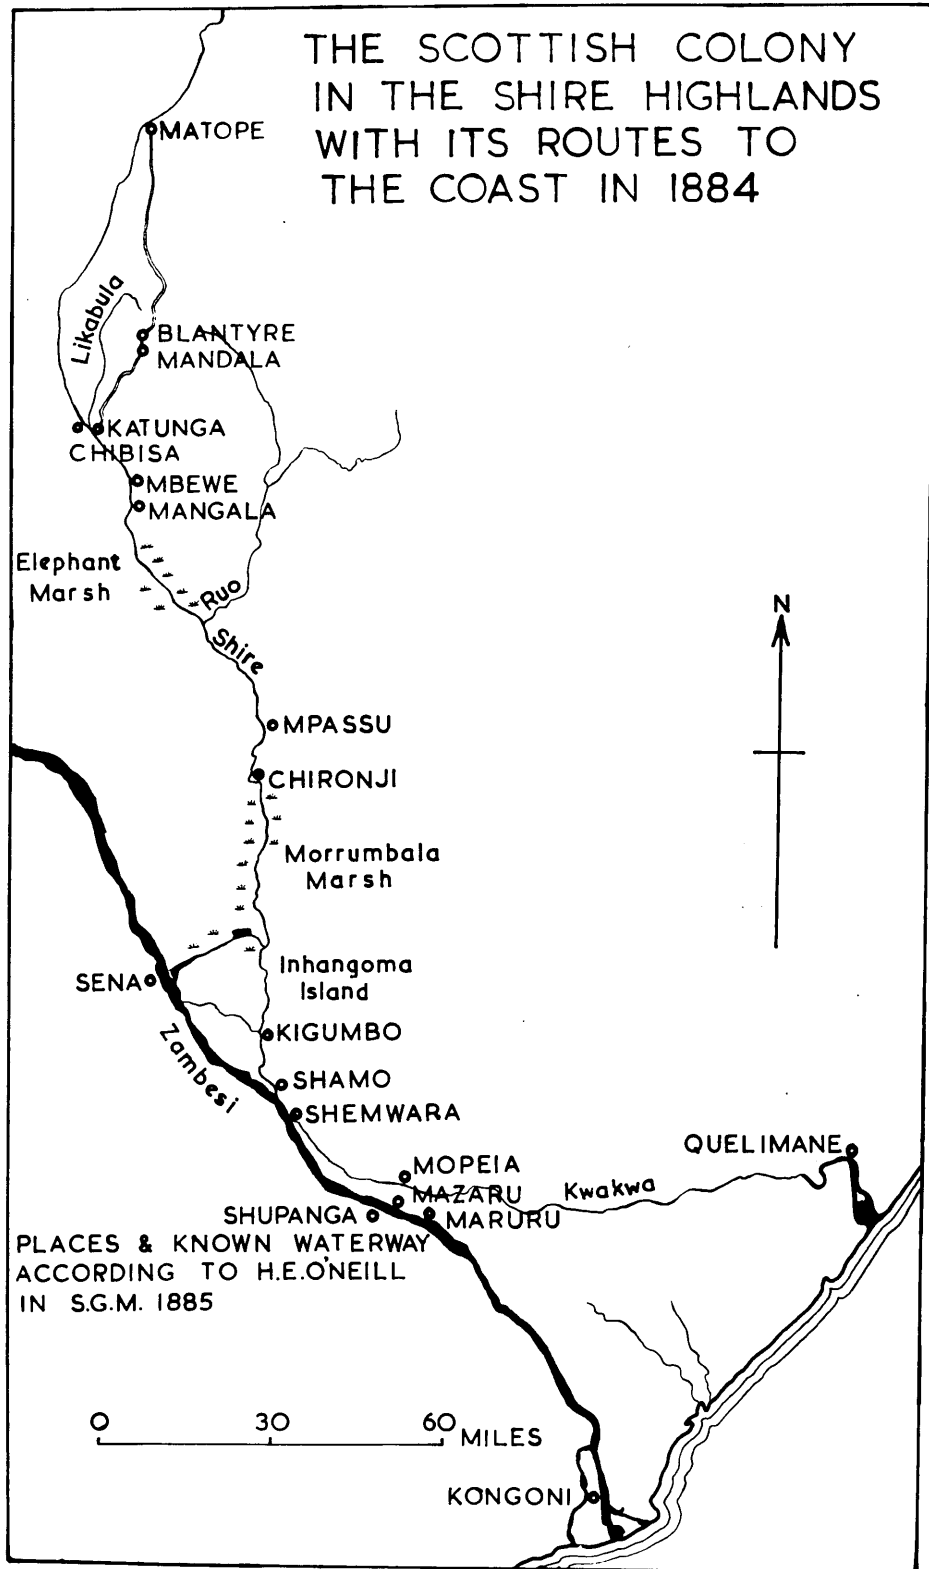 THE SCOTTISH COLONY
IN THE SHIRE HIGHLANDS
WITH ITS ROUTES TO
THE COAST IN 1884
MATOPE
Likabula
BLANTYRE
MANDALA
KATUNGA
CHIBISA
MBEWE
MANGALA
Elephant
Marsh
Ruo
Shire
N
MPASSU
CHIRONJI
Morrumbala
Marsh
Inhangoma
Island
SENA
KIGUMBO
Zambesi
SHAMO
SHEMWARA
QUELIMANE
MOPEIA
Kwakwa
MAZARU
SHUPANGA
MARURU
PLACES & KNOWN WATERWAY
ACCORDING TO H.E.O'NEILL
IN S.G.M. 1885
0 30 60 MILES
KONGONI